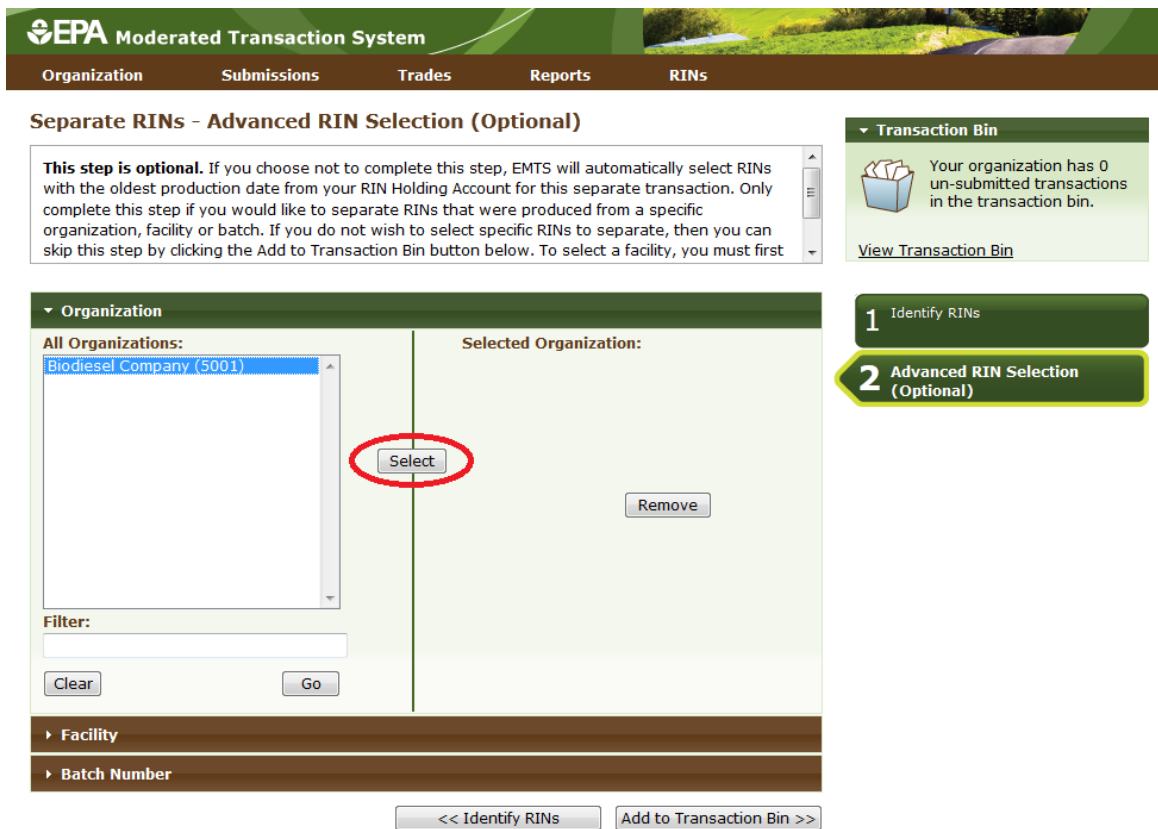 EPA Moderated Transaction System
Organization Submissions Trades Reports RINs
Separate RINs - Advanced RIN Selection (Optional)
This step is optional. If you choose not to complete this step, EMTS will automatically select RINs
with the oldest production date from your RIN Holding Account for this separate transaction. Only
complete this step if you would like to separate RINs that were produced from a specific
organization, facility or batch. If you do not wish to select specific RINs to separate, then you can
skip this step by clicking the Add to Transaction Bin button below. To select a facility, you must first
Organization
All Organizations:
Biodiesel Company (5001)
Select
Selected Organization:
Remove
Filter:
Clear
Go
Facility
Batch Number
<< Identify RINs
Add to Transaction Bin >>
Transaction Bin
Your organization has 0
un-submitted transactions
in the transaction bin.
View Transaction Bin
1 Identify RINs
2 Advanced RIN Selection
(Optional)